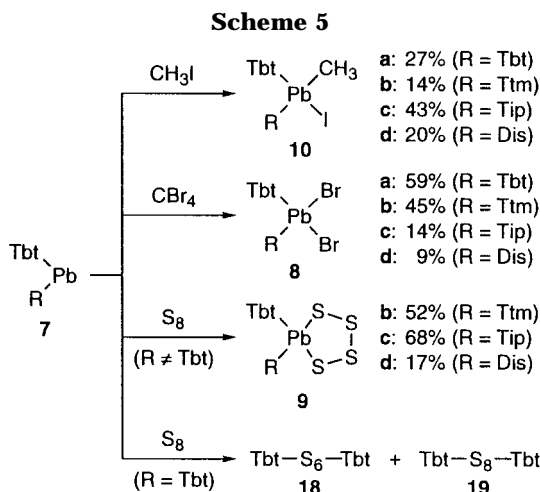 Scheme 5
CH3I
Tbt CH3
Pb
R I
10
a: 27% (R = Tbt)
b: 14% (R = Ttm)
c: 43% (R = Tip)
d: 20% (R = Dis)
CBr4
Tbt Br
Pb
R Br
8
a: 59% (R = Tbt)
b: 45% (R = Ttm)
c: 14% (R = Tip)
d: 9% (R = Dis)
Tbt
Pb
R
7
S8
(R ≠ Tbt)
Tbt S S
Pb
R S S
9
b: 52% (R = Ttm)
c: 68% (R = Tip)
d: 17% (R = Dis)
S8
(R = Tbt)
Tbt—S6—Tbt + Tbt—S8—Tbt
18 19